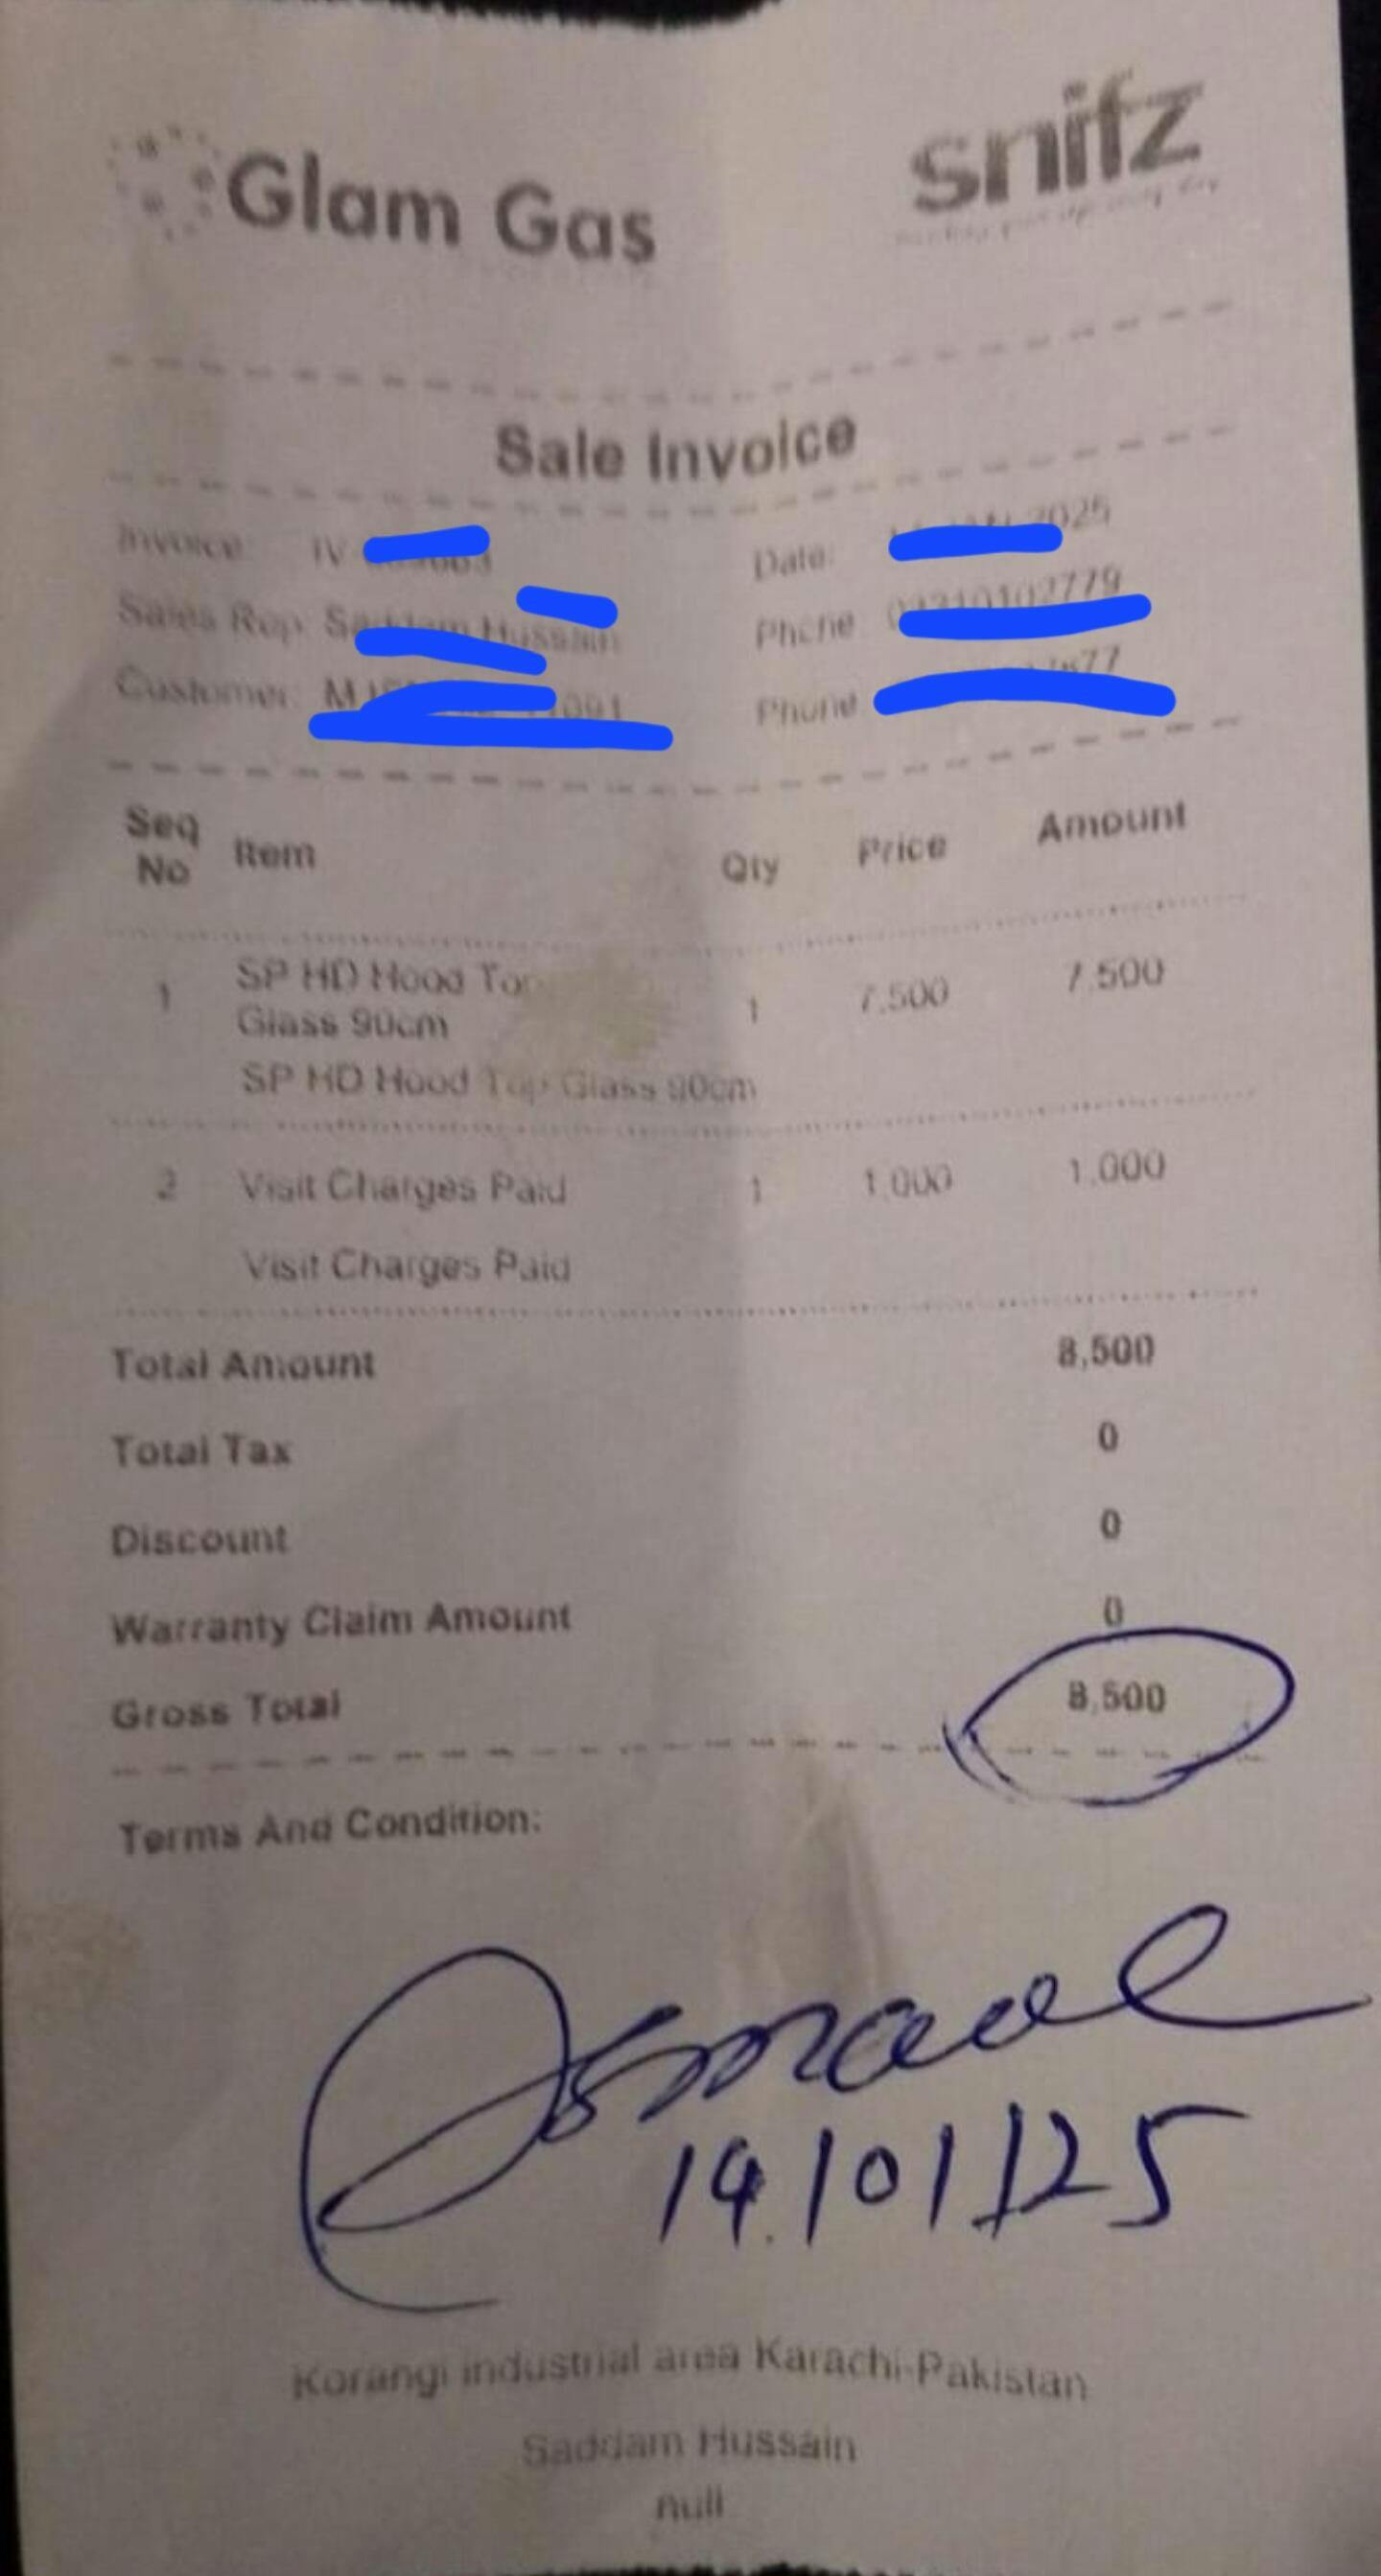 Glam Gas
snifz
Sale Invoice
Invoice: IV
Date: 2025
Sales Rep: Hussain
Phone
Customer:
Phone
Seq No Item Qty Price Amount
1 SP HD Hood Top Glass 90cm 1 7,500 7,500
SP HD Hood Top Glass 90cm
2 Visit Charges Paid 1 1,000 1,000
Visit Charges Paid
Total Amount 8,500
Total Tax 0
Discount 0
Warranty Claim Amount 0
Gross Total 8,500
Terms And Condition:
14/01/25
Korangi industrial area Karachi-Pakistan
Saddam Hussain
null